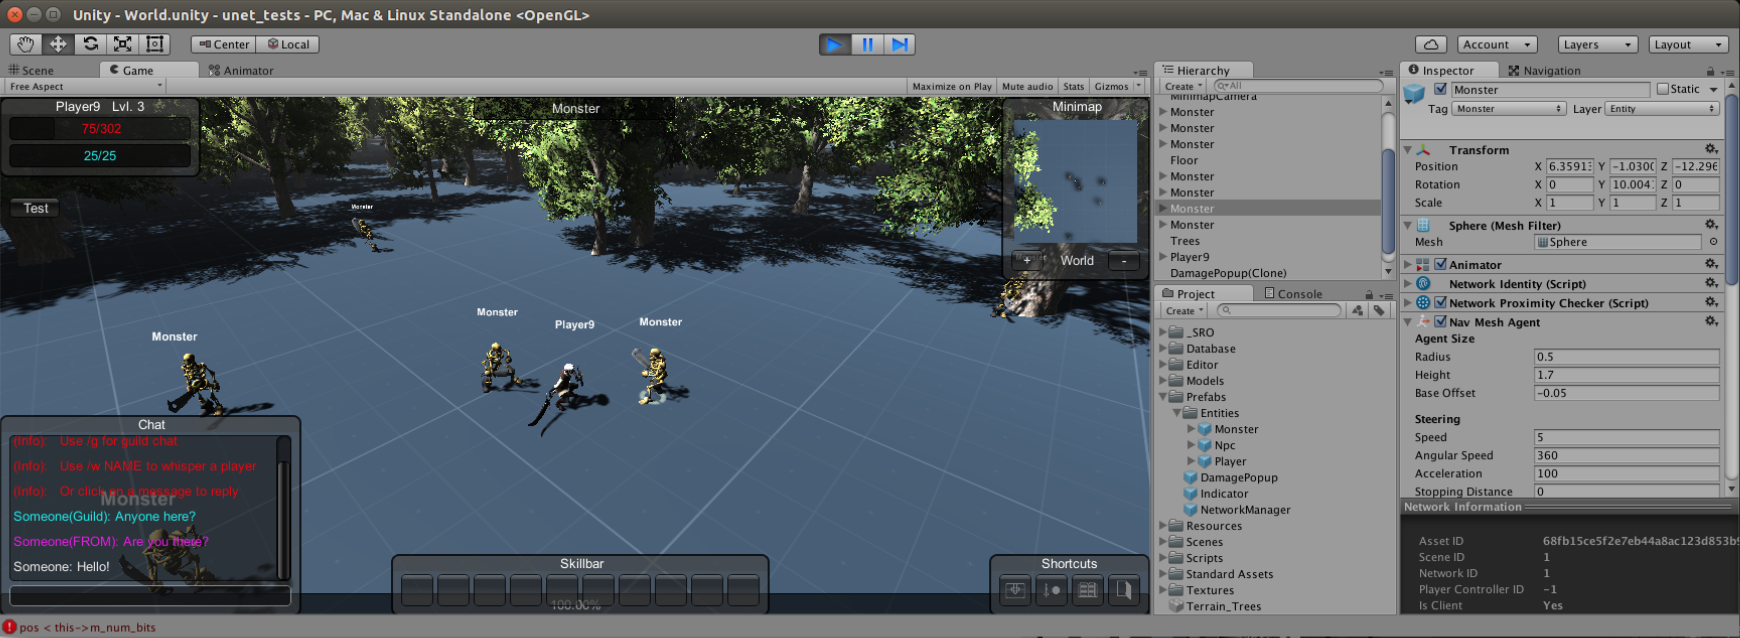 Unity - World.unity - unet_tests - PC, Mac & Linux Standalone <OpenGL>
Center Local Account Layers Layout
Scene Game Animator
Free Aspect Maximize on Play Mute audio Stats Gizmos
Player9 Lvl. 3
75/302
25/25
Test
Monster
Minimap
+ World -
Monster
Monster
Monster
Player9
Monster
Chat
(Info): Use /g for guild chat
(Info): Use /w NAME to whisper a player
(Info): Or click on a message to reply
Monster
Someone(Guild): Anyone here?
Someone(FROM): Are you there?
Someone: Hello!
Skillbar
100.00%
Shortcuts
Hierarchy
Create All
MinimapCamera
Monster
Monster
Monster
Floor
Monster
Monster
Monster
Monster
Trees
Player9
DamagePopup(Clone)
Project Console
Create
_SRO
Database
Editor
Models
Prefabs
Entities
Monster
Npc
Player
DamagePopup
Indicator
NetworkManager
Resources
Scenes
Scripts
Standard Assets
Textures
Terrain_Trees
Inspector Navigation
Monster Static
Tag Monster Layer Entity
Transform
Position X 6.35913 Y -1.0300 Z -12.296
Rotation X 0 Y 10.004 Z 0
Scale X 1 Y 1 Z 1
Sphere (Mesh Filter)
Mesh Sphere
Animator
Network Identity (Script)
Network Proximity Checker (Script)
Nav Mesh Agent
Agent Size
Radius 0.5
Height 1.7
Base Offset -0.05
Steering
Speed 5
Angular Speed 360
Acceleration 100
Stopping Distance 0
Network Information
Asset ID 68fb15ce5f2e7eb44a8ac123d853b
Scene ID 1
Network ID 1
Player Controller ID -1
Is Client Yes
pos < this->m_num_bits